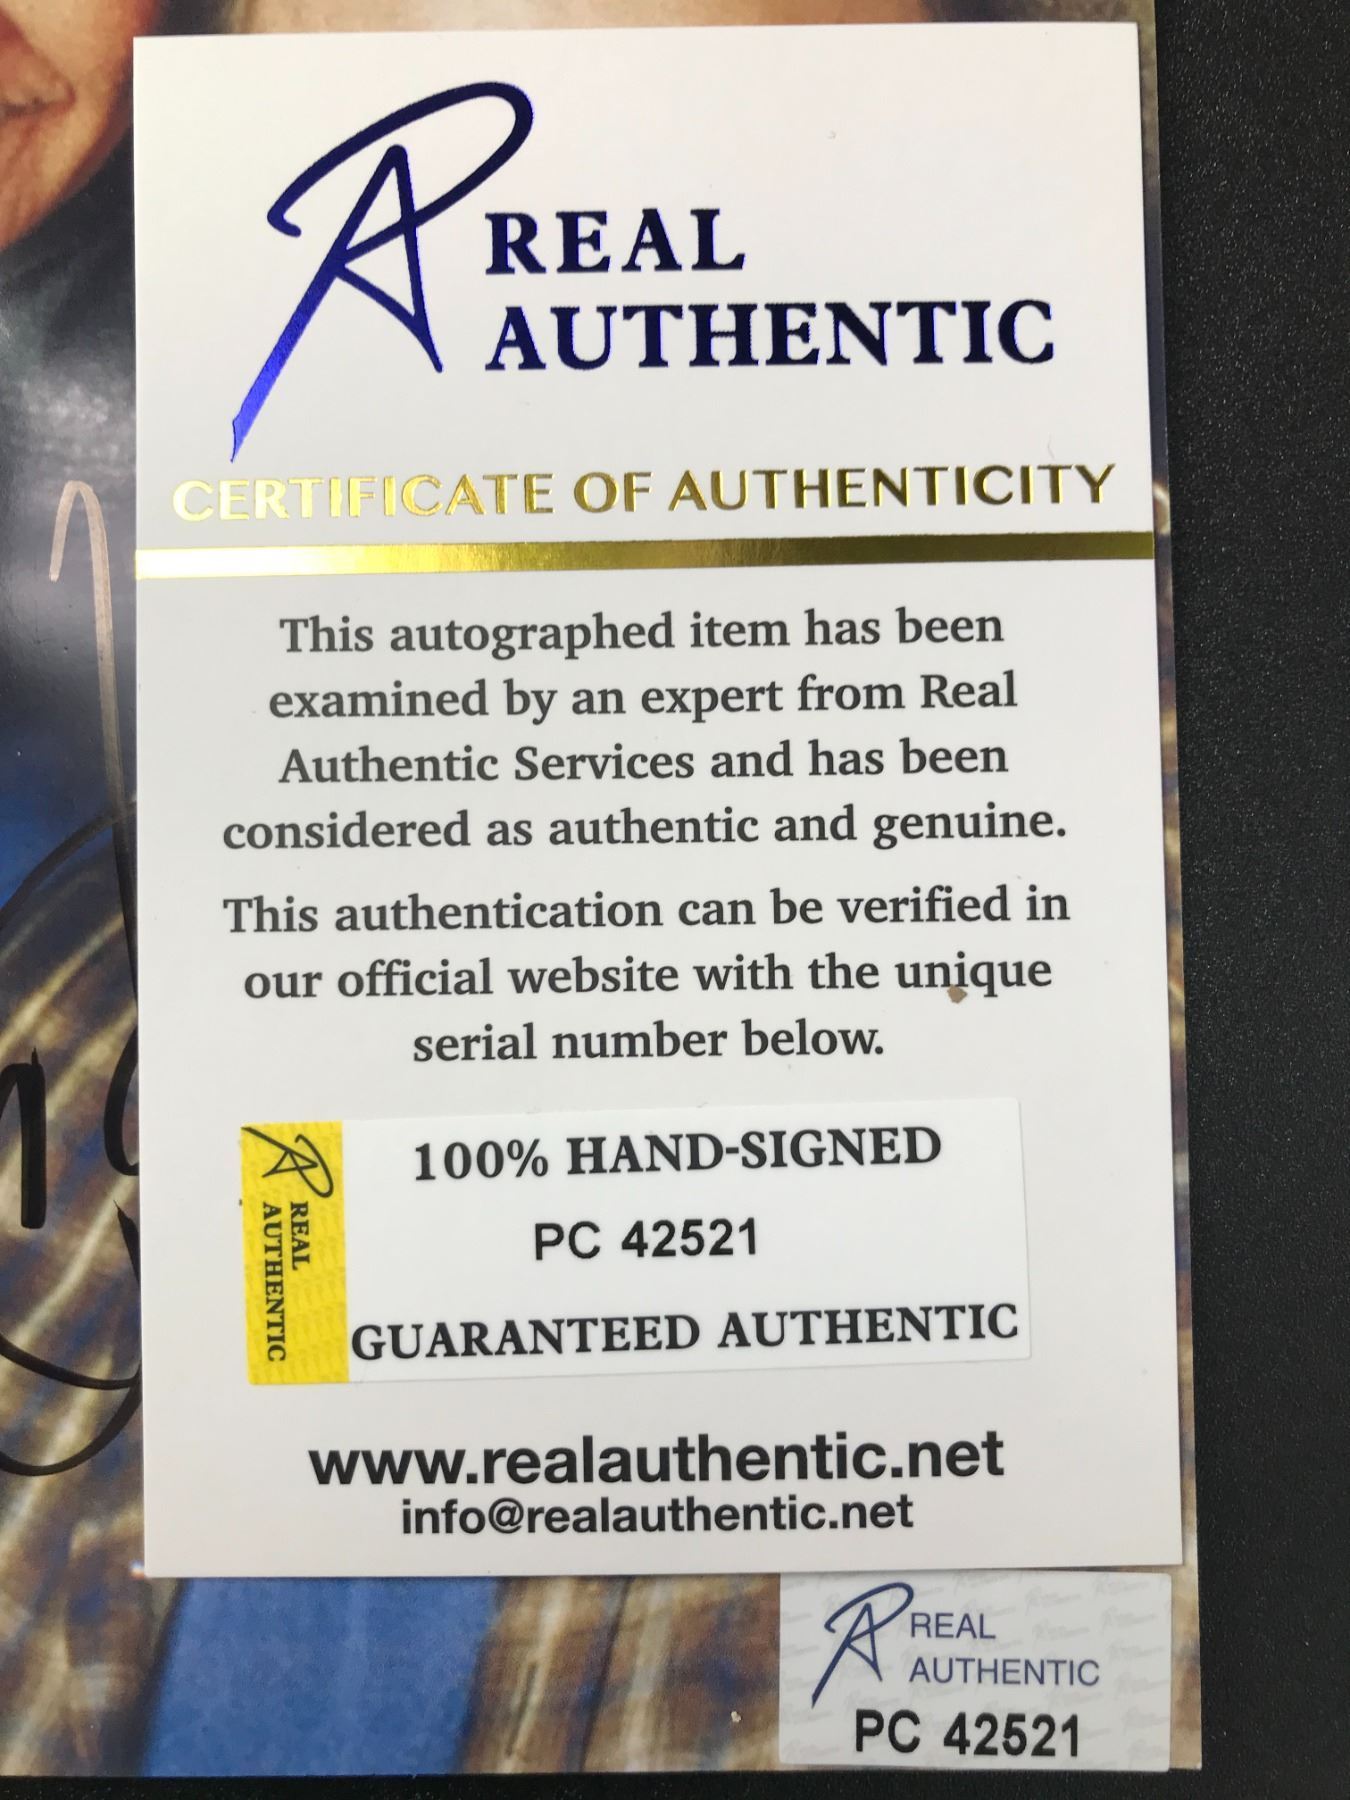 REAL
AUTHENTIC
CERTIFICATE OF AUTHENTICITY
This autographed item has been
examined by an expert from Real
Authentic Services and has been
considered as authentic and genuine.
This authentication can be verified in
our official website with the unique
serial number below.
REAL
AUTHENTIC
100% HAND-SIGNED
PC 42521
GUARANTEED AUTHENTIC
www.realauthentic.net
info@realauthentic.net
REAL
AUTHENTIC
PC 42521